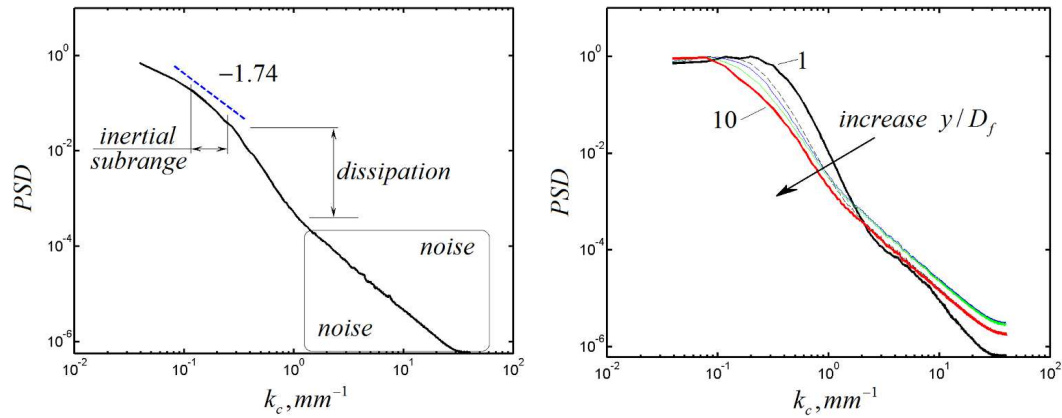 10^0
10^-2
10^-4
10^-6
PSD
−1.74
inertial
subrange
dissipation
noise
noise
10^-2 10^-1 10^0 10^1 10^2
k_c, mm^-1
10^0
10^-2
10^-4
10^-6
PSD
1
10
increase y / D_f
10^-2 10^-1 10^0 10^1 10^2
k_c, mm^-1